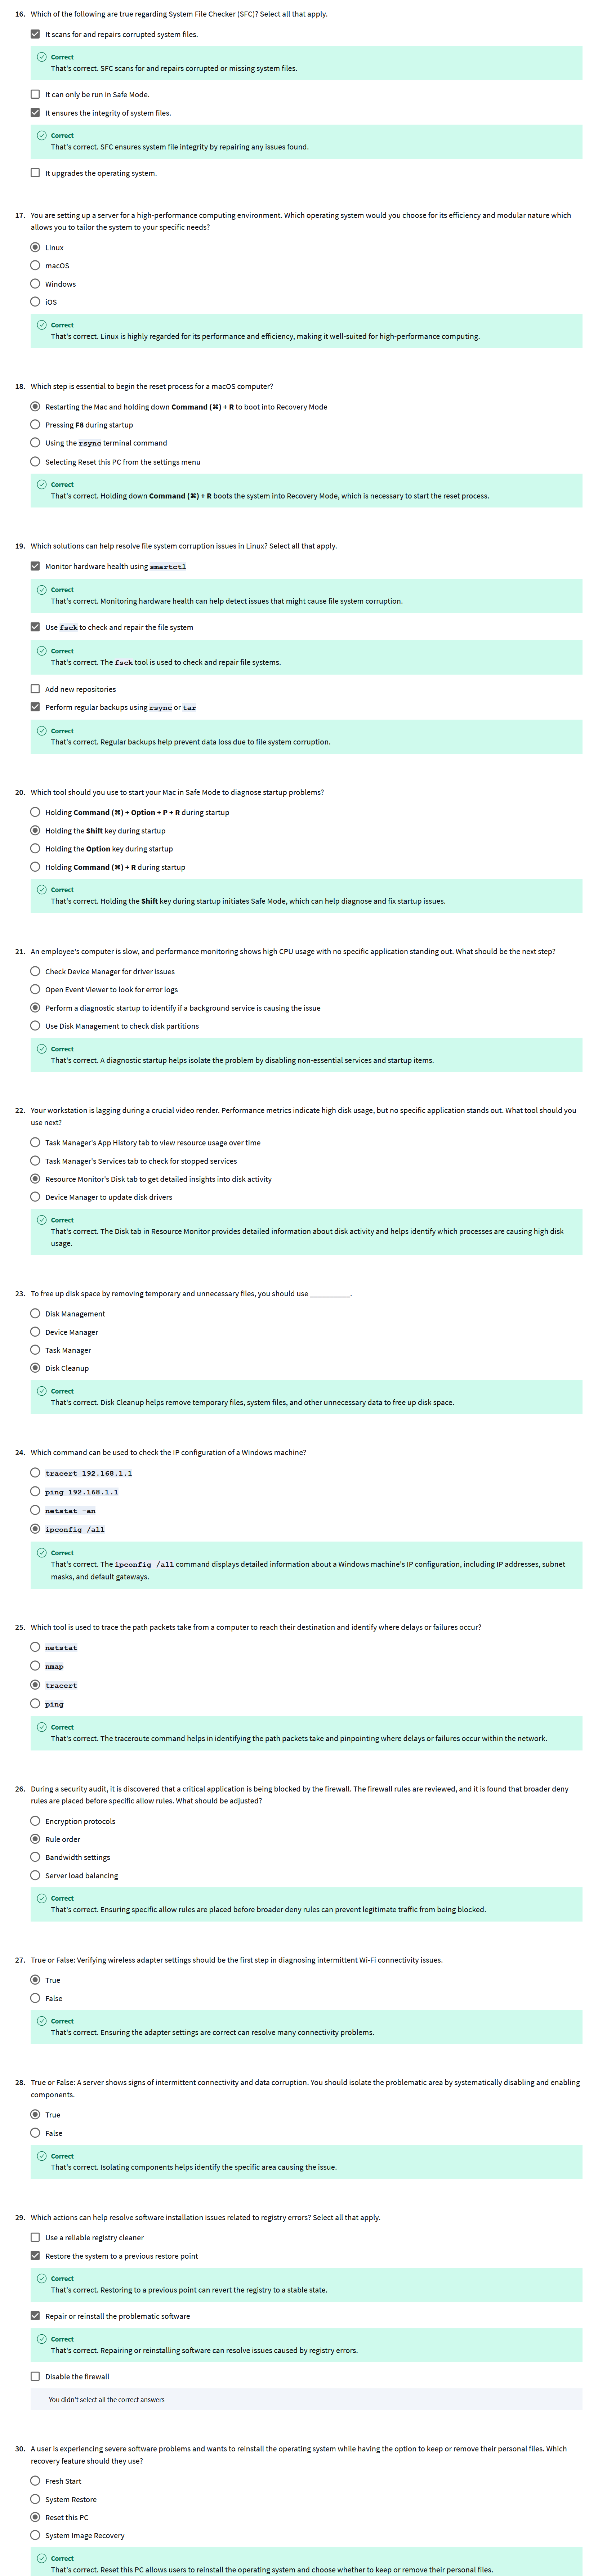 16. Which of the following are true regarding System File Checker (SFC)? Select all that apply.
It scans for and repairs corrupted system files.
Correct
That's correct. SFC scans for and repairs corrupted or missing system files.
It can only be run in Safe Mode.
It ensures the integrity of system files.
Correct
That's correct. SFC ensures system file integrity by repairing any issues found.
It upgrades the operating system.
17. You are setting up a server for a high-performance computing environment. Which operating system would you choose for its efficiency and modular nature which
allows you to tailor the system to your specific needs?
Linux
macOS
Windows
iOS
Correct
That's correct. Linux is highly regarded for its performance and efficiency, making it well-suited for high-performance computing.
18. Which step is essential to begin the reset process for a macOS computer?
Restarting the Mac and holding down Command (⌘) + R to boot into Recovery Mode
Pressing F8 during startup
Using the rsync terminal command
Selecting Reset this PC from the settings menu
Correct
That's correct. Holding down Command (⌘) + R boots the system into Recovery Mode, which is necessary to start the reset process.
19. Which solutions can help resolve file system corruption issues in Linux? Select all that apply.
Monitor hardware health using smartctl
Correct
That's correct. Monitoring hardware health can help detect issues that might cause file system corruption.
Use fsck to check and repair the file system
Correct
That's correct. The fsck tool is used to check and repair file systems.
Add new repositories
Perform regular backups using rsync or tar
Correct
That's correct. Regular backups help prevent data loss due to file system corruption.
20. Which tool should you use to start your Mac in Safe Mode to diagnose startup problems?
Holding Command (⌘) + Option + P + R during startup
Holding the Shift key during startup
Holding the Option key during startup
Holding Command (⌘) + R during startup
Correct
That's correct. Holding the Shift key during startup initiates Safe Mode, which can help diagnose and fix startup issues.
21. An employee's computer is slow, and performance monitoring shows high CPU usage with no specific application standing out. What should be the next step?
Check Device Manager for driver issues
Open Event Viewer to look for error logs
Perform a diagnostic startup to identify if a background service is causing the issue
Use Disk Management to check disk partitions
Correct
That's correct. A diagnostic startup helps isolate the problem by disabling non-essential services and startup items.
22. Your workstation is lagging during a crucial video render. Performance metrics indicate high disk usage, but no specific application stands out. What tool should you
use next?
Task Manager's App History tab to view resource usage over time
Task Manager's Services tab to check for stopped services
Resource Monitor's Disk tab to get detailed insights into disk activity
Device Manager to update disk drivers
Correct
That's correct. The Disk tab in Resource Monitor provides detailed information about disk activity and helps identify which processes are causing high disk
usage.
23. To free up disk space by removing temporary and unnecessary files, you should use __________.
Disk Management
Device Manager
Task Manager
Disk Cleanup
Correct
That's correct. Disk Cleanup helps remove temporary files, system files, and other unnecessary data to free up disk space.
24. Which command can be used to check the IP configuration of a Windows machine?
tracert 192.168.1.1
ping 192.168.1.1
netstat -an
ipconfig /all
Correct
That's correct. The ipconfig /all command displays detailed information about a Windows machine's IP configuration, including IP addresses, subnet
masks, and default gateways.
25. Which tool is used to trace the path packets take from a computer to reach their destination and identify where delays or failures occur?
netstat
nmap
tracert
ping
Correct
That's correct. The traceroute command helps in identifying the path packets take and pinpointing where delays or failures occur within the network.
26. During a security audit, it is discovered that a critical application is being blocked by the firewall. The firewall rules are reviewed, and it is found that broader deny
rules are placed before specific allow rules. What should be adjusted?
Encryption protocols
Rule order
Bandwidth settings
Server load balancing
Correct
That's correct. Ensuring specific allow rules are placed before broader deny rules can prevent legitimate traffic from being blocked.
27. True or False: Verifying wireless adapter settings should be the first step in diagnosing intermittent Wi-Fi connectivity issues.
True
False
Correct
That's correct. Ensuring the adapter settings are correct can resolve many connectivity problems.
28. True or False: A server shows signs of intermittent connectivity and data corruption. You should isolate the problematic area by systematically disabling and enabling
components.
True
False
Correct
That's correct. Isolating components helps identify the specific area causing the issue.
29. Which actions can help resolve software installation issues related to registry errors? Select all that apply.
Use a reliable registry cleaner
Restore the system to a previous restore point
Correct
That's correct. Restoring to a previous point can revert the registry to a stable state.
Repair or reinstall the problematic software
Correct
That's correct. Repairing or reinstalling software can resolve issues caused by registry errors.
Disable the firewall
You didn't select all the correct answers
30. A user is experiencing severe software problems and wants to reinstall the operating system while having the option to keep or remove their personal files. Which
recovery feature should they use?
Fresh Start
System Restore
Reset this PC
System Image Recovery
Correct
That's correct. Reset this PC allows users to reinstall the operating system and choose whether to keep or remove their personal files.